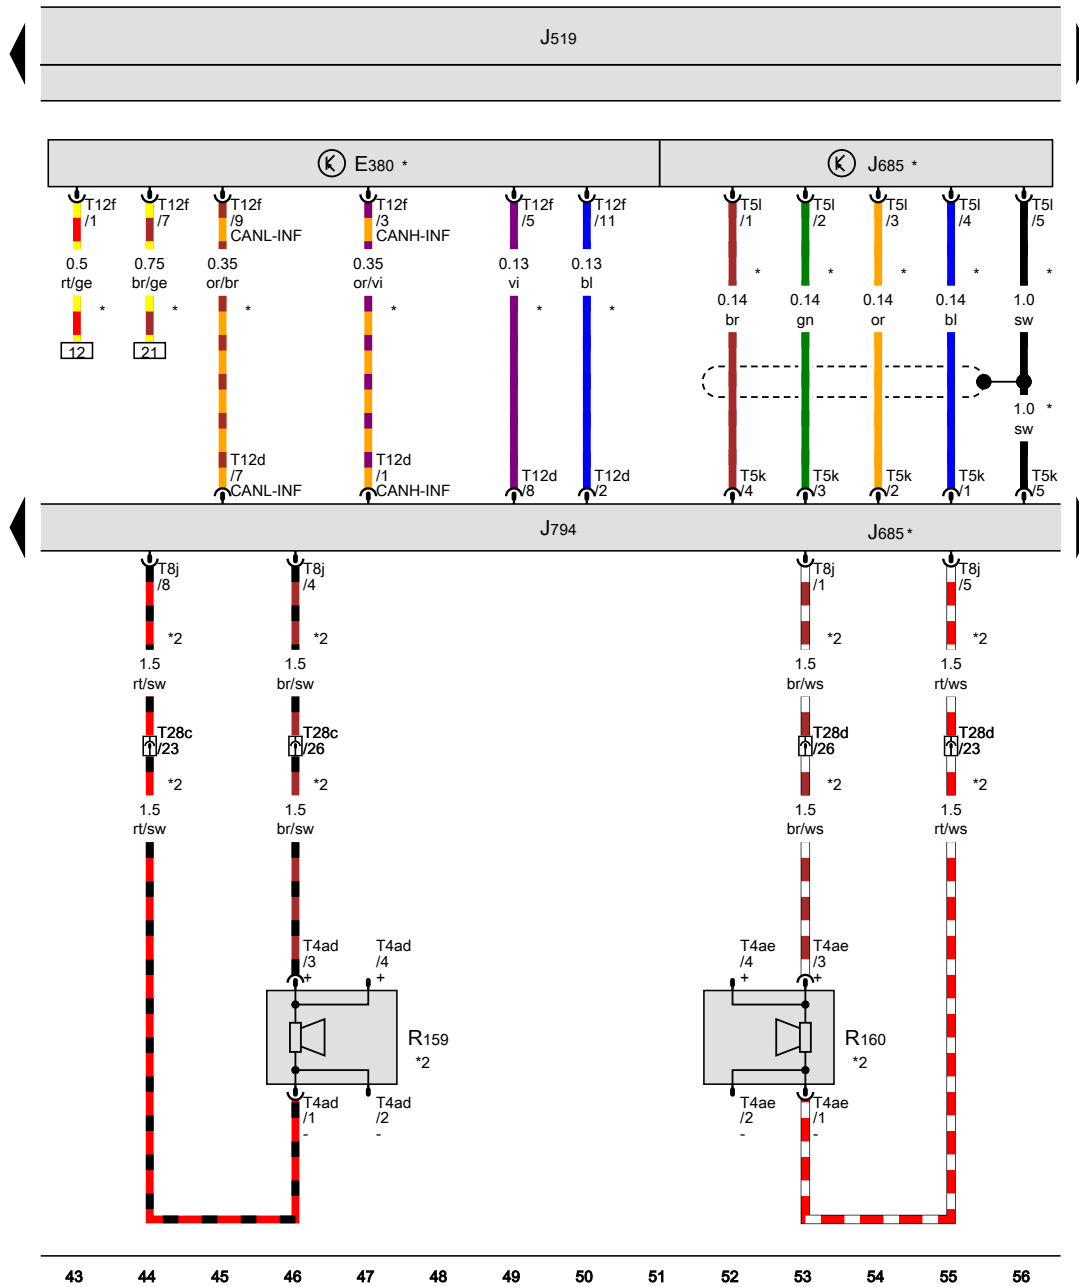 J519
E380 *
J685 *
T12f
/1
T12f
/7
T12f
/9
CANL-INF
T12f
/3
CANH-INF
T12f
/5
T12f
/11
T5l
/1
T5l
/2
T5l
/3
T5l
/4
T5l
/5
0.5
rt/ge
0.75
br/ge
0.35
or/br
0.35
or/vi
0.13
vi
0.13
bl
* * * * *
0.14
br
0.14
gn
0.14
or
0.14
bl
1.0
sw
* * * * * *
12
21
1.0 *
sw
T12d
/7
CANL-INF
T12d
/1
CANH-INF
T12d
/8
T12d
/2
T5k
/4
T5k
/3
T5k
/2
T5k
/1
T5k
/5
J794
J685 *
T8j
/8
T8j
/4
T8j
/1
T8j
/5
*2 *2 *2 *2
1.5
rt/sw
1.5
br/sw
1.5
br/ws
1.5
rt/ws
T28c
/23
T28c
/26
T28d
/26
T28d
/23
*2 *2 *2 *2
1.5
rt/sw
1.5
br/sw
1.5
br/ws
1.5
rt/ws
T4ad
/3
+
T4ad
/4
+
T4ae
/4
+
T4ae
/3
+
R159
*2
R160
*2
T4ad
/1
-
T4ad
/2
-
T4ae
/2
-
T4ae
/1
-
43 44 45 46 47 48 49 50 51 52 53 54 55 56